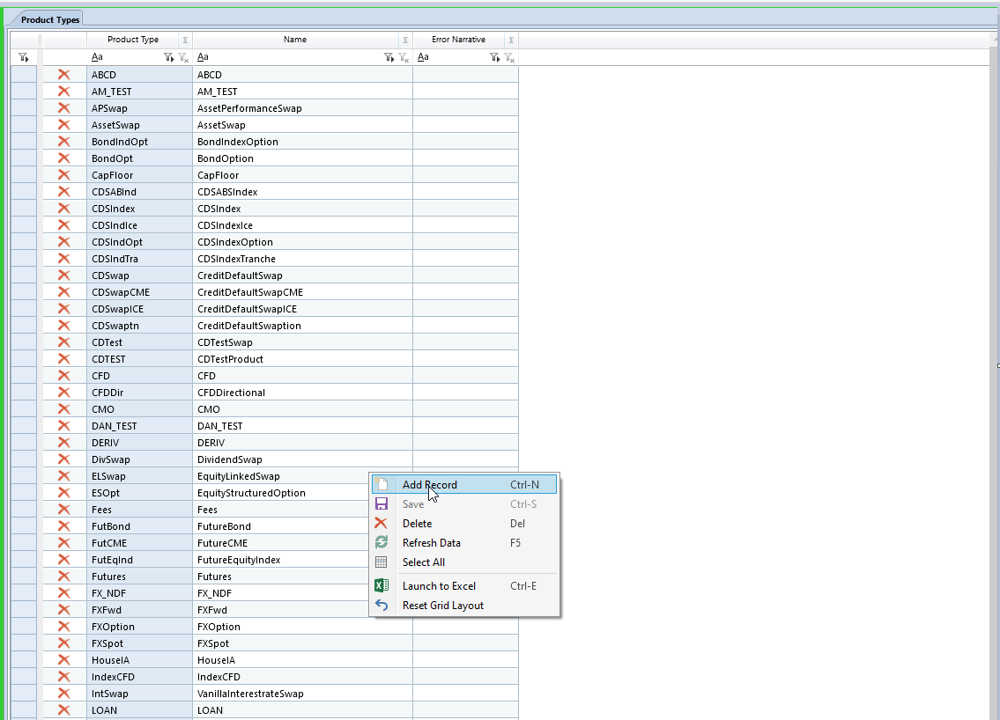 Product Types
Product Type Σ Name Σ Error Narrative Σ
Aa Aa Aa
ABCD ABCD
AM_TEST AM_TEST
APSwap AssetPerformanceSwap
AssetSwap AssetSwap
BondIndOpt BondIndexOption
BondOpt BondOption
CapFloor CapFloor
CDSABInd CDSABSIndex
CDSIndex CDSIndex
CDSIndIce CDSIndexIce
CDSIndOpt CDSIndexOption
CDSIndTra CDSIndexTranche
CDSwap CreditDefaultSwap
CDSwapCME CreditDefaultSwapCME
CDSwapICE CreditDefaultSwapICE
CDSwaptn CreditDefaultSwaption
CDTest CDTestSwap
CDTEST CDTestProduct
CFD CFD
CFDDir CFDDirectional
CMO CMO
DAN_TEST DAN_TEST
DERIV DERIV
DivSwap DividendSwap
ELSwap EquityLinkedSwap
ESOpt EquityStructuredOption
Fees Fees
FutBond FutureBond
FutCME FutureCME
FutEqInd FutureEquityIndex
Futures Futures
FX_NDF FX_NDF
FXFwd FXFwd
FXOption FXOption
FXSpot FXSpot
HouseIA HouseIA
IndexCFD IndexCFD
IntSwap VanillaInterestrateSwap
LOAN LOAN
Add Record Ctrl-N
Save Ctrl-S
Delete Del
Refresh Data F5
Select All
Launch to Excel Ctrl-E
Reset Grid Layout